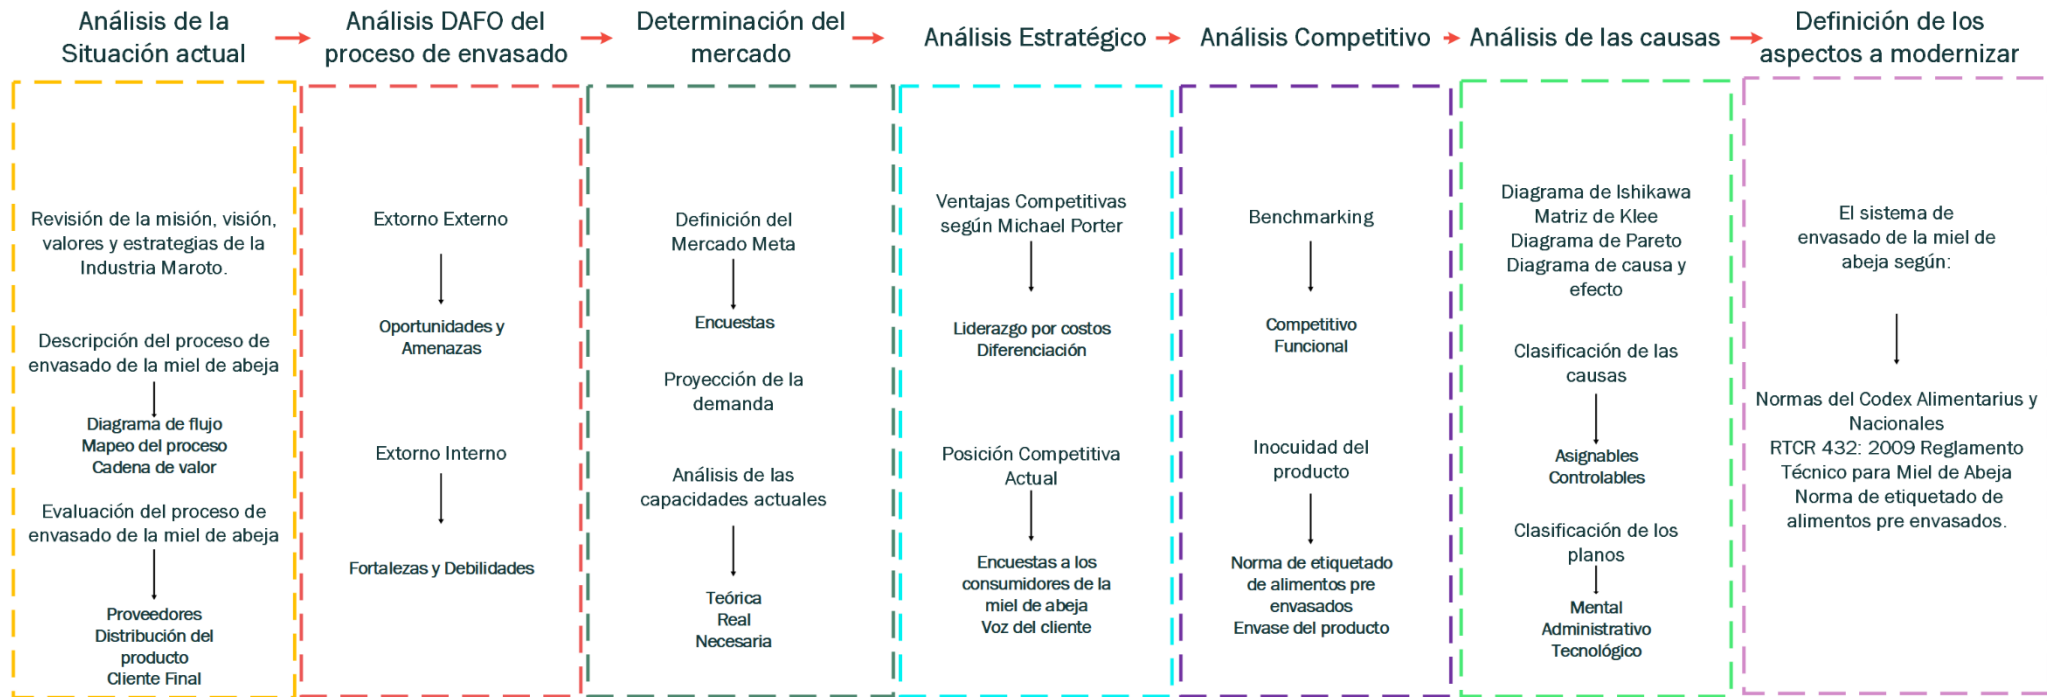 Análisis de la
Situación actual
Análisis DAFO del
proceso de envasado
Determinación del
mercado
Análisis Estratégico
Análisis Competitivo
Análisis de las causas
Definición de los
aspectos a modernizar
Revisión de la misión, visión,
valores y estrategias de la
Industria Maroto.
Descripción del proceso de
envasado de la miel de abeja
Diagrama de flujo
Mapeo del proceso
Cadena de valor
Evaluación del proceso de
envasado de la miel de abeja
Proveedores
Distribución del
producto
Cliente Final
Extorno Externo
Oportunidades y
Amenazas
Extorno Interno
Fortalezas y Debilidades
Definición del
Mercado Meta
Encuestas
Proyección de la
demanda
Análisis de las
capacidades actuales
Teórica
Real
Necesaria
Ventajas Competitivas
según Michael Porter
Liderazgo por costos
Diferenciación
Posición Competitiva
Actual
Encuestas a los
consumidores de la
miel de abeja
Voz del cliente
Benchmarking
Competitivo
Funcional
Inocuidad del
producto
Norma de etiquetado
de alimentos pre
envasados
Envase del producto
Diagrama de Ishikawa
Matriz de Klee
Diagrama de Pareto
Diagrama de causa y
efecto
Clasificación de las
causas
Asignables
Controlables
Clasificación de los
planos
Mental
Administrativo
Tecnológico
El sistema de
envasado de la miel de
abeja según:
Normas del Codex Alimentarius y
Nacionales
RTCR 432: 2009 Reglamento
Técnico para Miel de Abeja
Norma de etiquetado de
alimentos pre envasados.